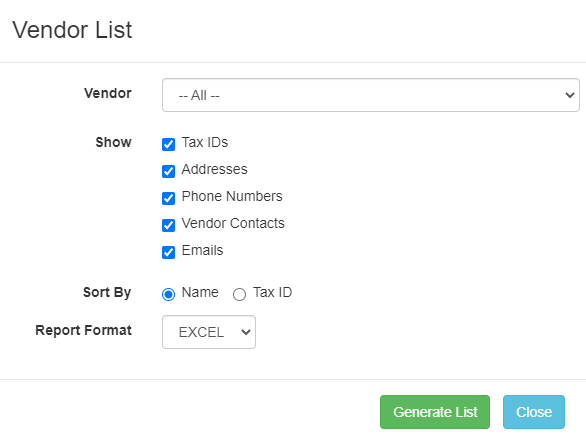 Vendor List
Vendor
-- All --
Show
Tax IDs
Addresses
Phone Numbers
Vendor Contacts
Emails
Sort By
Name
Tax ID
Report Format
EXCEL
Generate List
Close